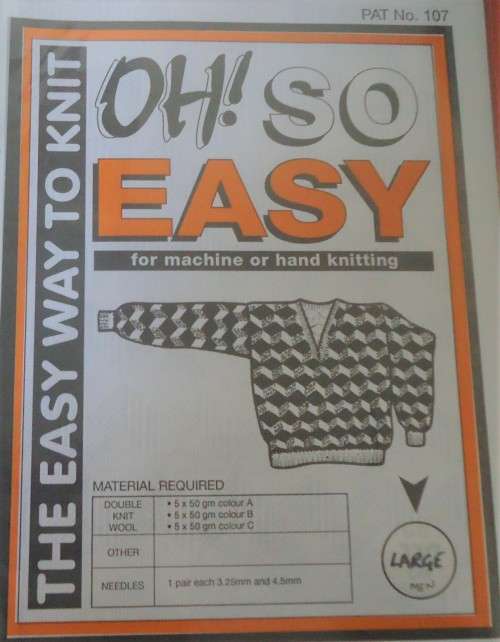 PAT No. 107
THE EASY WAY TO KNIT
OH! SO
EASY
for machine or hand knitting
MATERIAL REQUIRED
DOUBLE KNIT WOOL
• 5 x 50 gm colour A
• 5 x 50 gm colour B
• 5 x 50 gm colour C
OTHER
NEEDLES 1 pair each 3.25mm and 4.5mm
LARGE
MEN